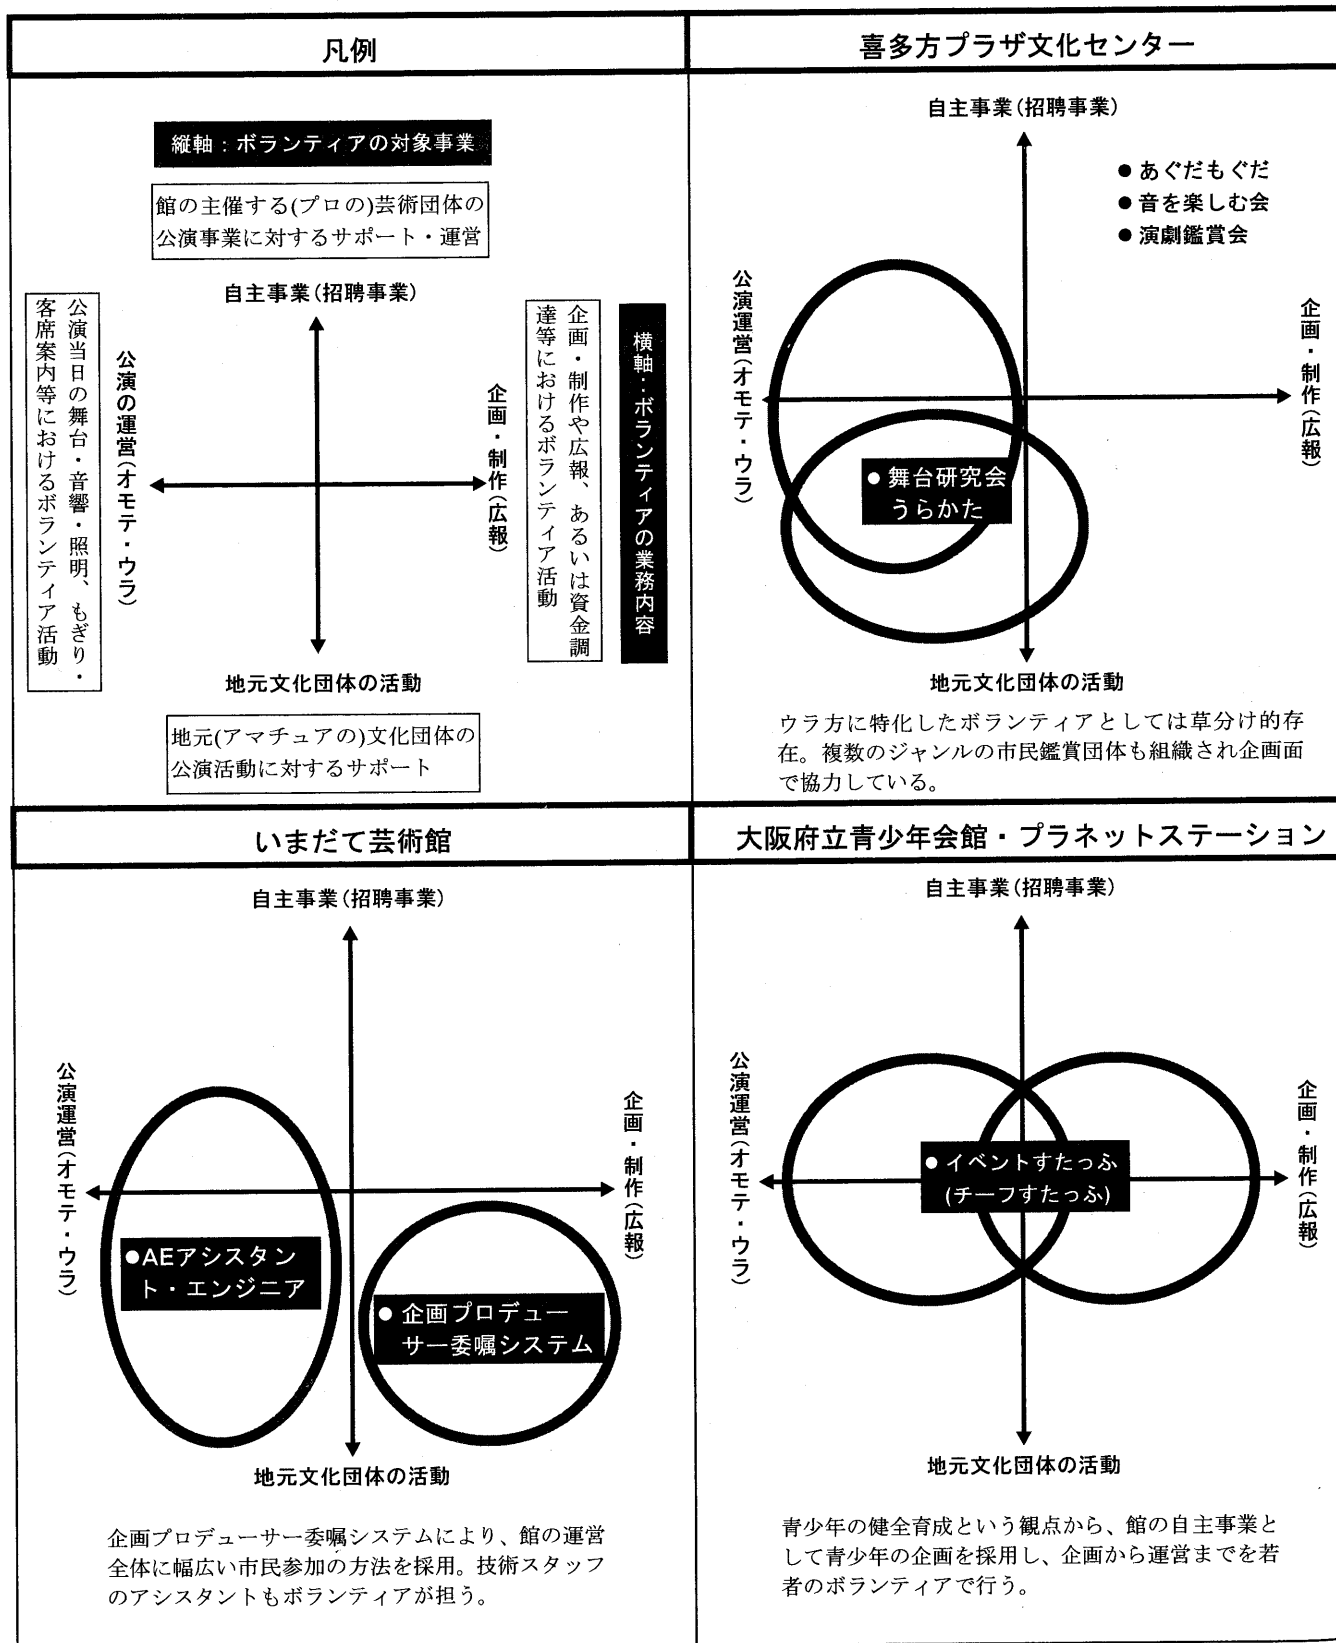 凡例
縦軸：ボランティアの対象事業
館の主催する(プロの)芸術団体の
公演事業に対するサポート・運営
自主事業(招聘事業)
公演当日の舞台・音響・照明、もぎり・
客席案内等におけるボランティア活動
公演の運営(オモテ・ウラ)
企画・制作(広報)
企画・制作や広報、あるいは資金調
達等におけるボランティア活動
横軸：ボランティアの業務内容
地元文化団体の活動
地元(アマチュアの)文化団体の
公演活動に対するサポート
喜多方プラザ文化センター
自主事業(招聘事業)
● あぐだもぐだ
● 音を楽しむ会
● 演劇鑑賞会
公演運営(オモテ・ウラ)
企画・制作(広報)
● 舞台研究会
うらかた
地元文化団体の活動
ウラ方に特化したボランティアとしては草分け的存
在。複数のジャンルの市民鑑賞団体も組織され企画面
で協力している。
いまだて芸術館
自主事業(招聘事業)
公演運営(オモテ・ウラ)
企画・制作(広報)
●AEアシスタン
ト・エンジニア
● 企画プロデュー
サー委嘱システム
地元文化団体の活動
企画プロデューサー委嘱システムにより、館の運営
全体に幅広い市民参加の方法を採用。技術スタッフ
のアシスタントもボランティアが担う。
大阪府立青少年会館・プラネットステーション
自主事業(招聘事業)
公演運営(オモテ・ウラ)
企画・制作(広報)
● イベントすたっふ
(チーフすたっふ)
地元文化団体の活動
青少年の健全育成という観点から、館の自主事業と
して青少年の企画を採用し、企画から運営までを若
者のボランティアで行う。